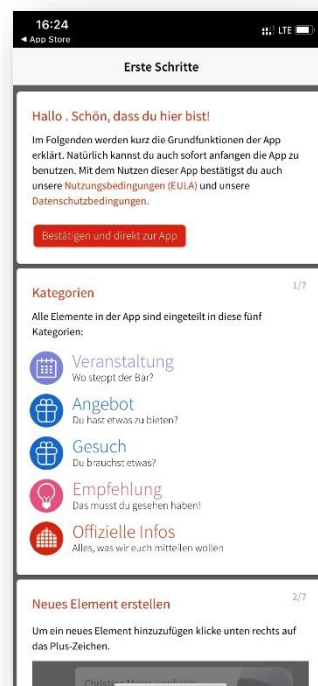 16:24
LTE
◀ App Store
Erste Schritte
Hallo . Schön, dass du hier bist!
Im Folgenden werden kurz die Grundfunktionen der App
erklärt. Natürlich kannst du auch sofort anfangen die App zu
benutzen. Mit dem Nutzen dieser App bestätigst du auch
unsere Nutzungsbedingungen (EULA) und unsere
Datenschutzbedingungen.
Bestätigen und direkt zur App
Kategorien
1/7
Alle Elemente in der App sind eingeteilt in diese fünf
Kategorien:
Veranstaltung
Wo steppt der Bär?
Angebot
Du hast etwas zu bieten?
Gesuch
Du brauchst etwas?
Empfehlung
Das musst du gesehen haben!
Offizielle Infos
Alles, was wir euch mitteilen wollen
Neues Element erstellen
2/7
Um ein neues Element hinzuzufügen klicke unten rechts auf
das Plus-Zeichen.